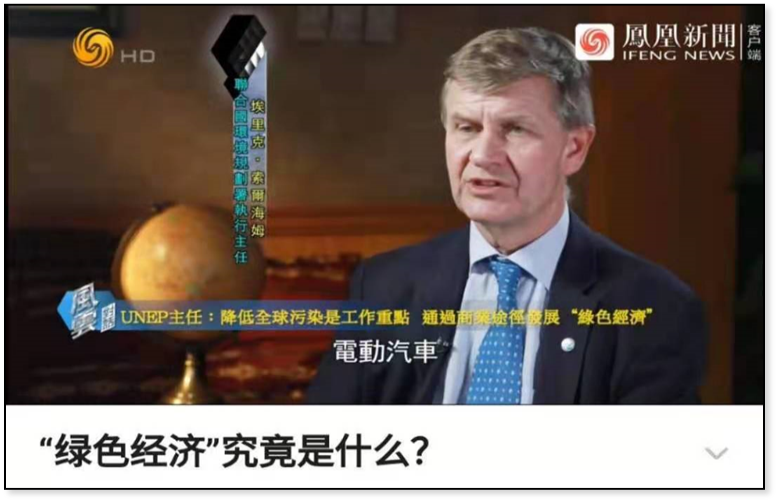 HD
鳳凰新聞
IFENG NEWS
客户端
埃里克·索爾海姆
聯合國環境規劃署執行主任
風雲
UNEP主任：降低全球污染是工作重點 通過商業途徑發展“綠色經濟”
電動汽車
“绿色经济”究竟是什么？